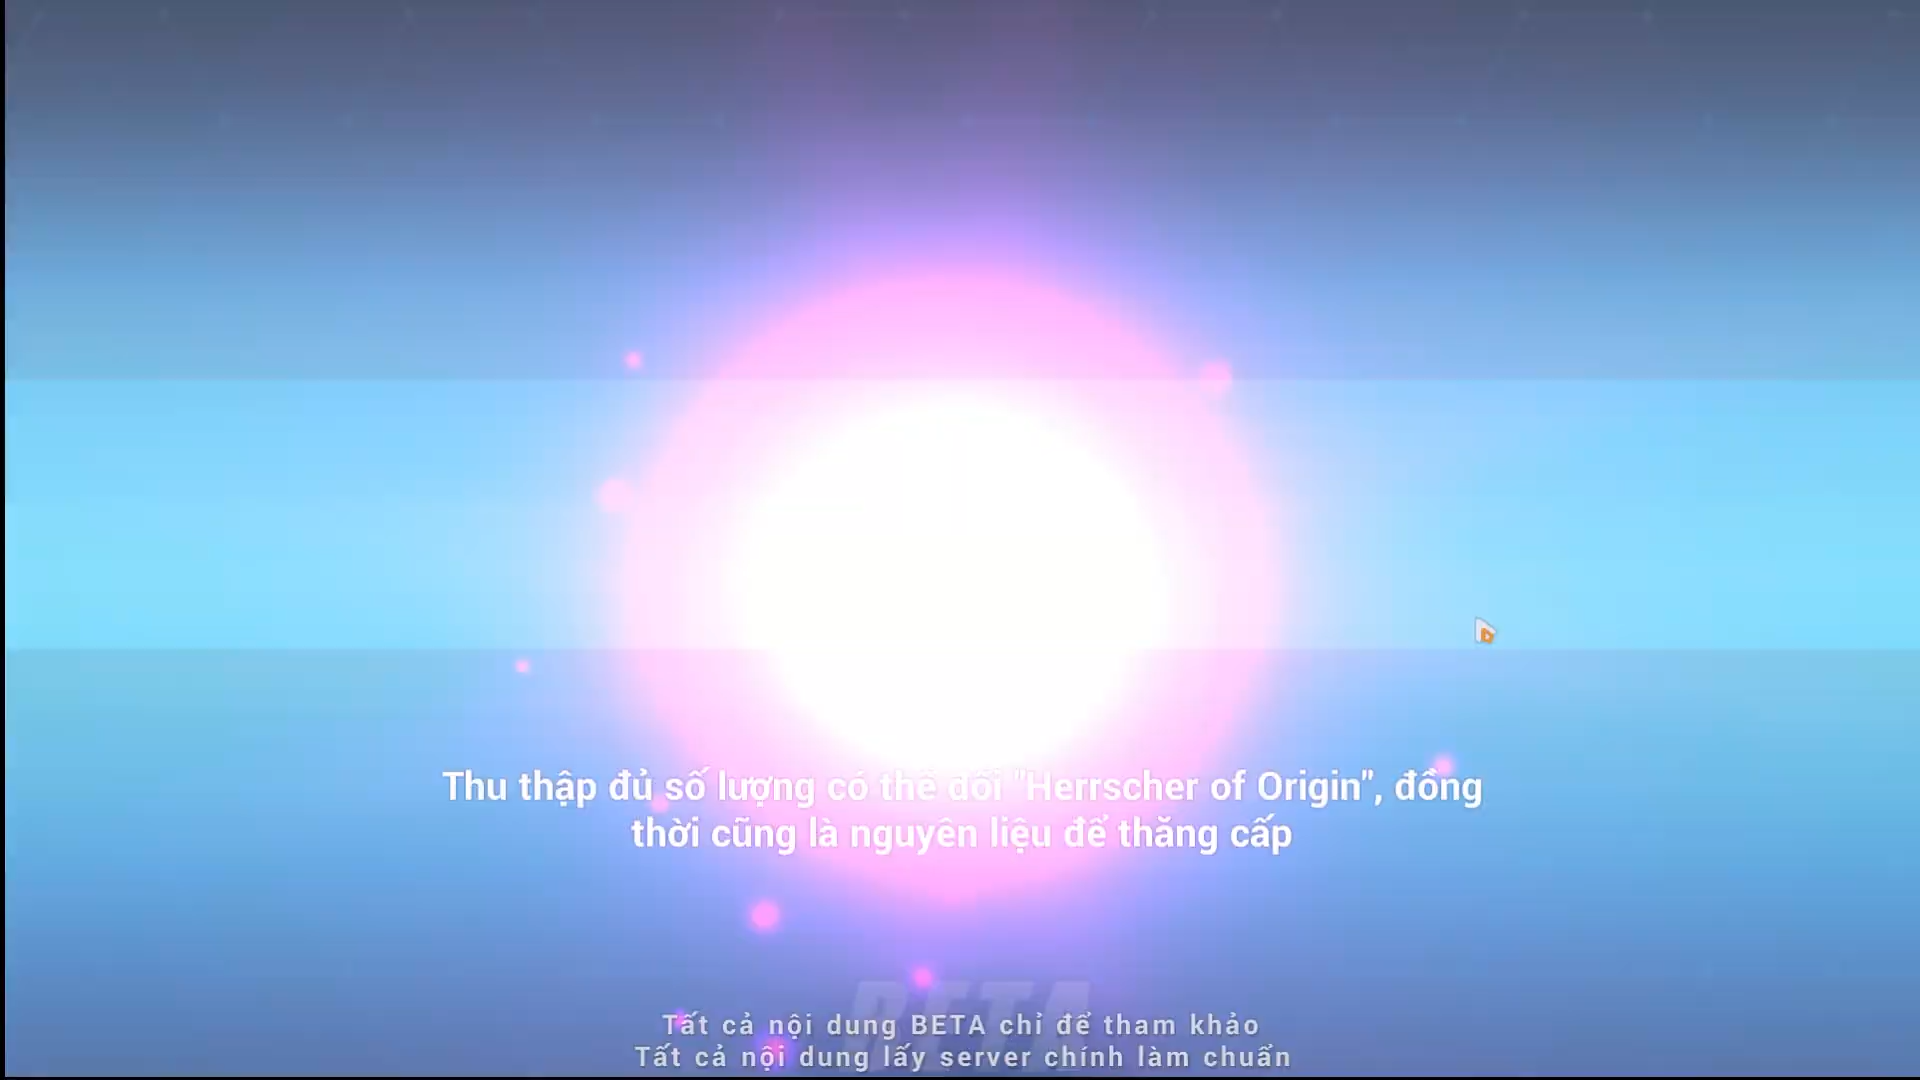 Thu thập đủ số lượng có thể đổi "Herrscher of Origin", đồng
thời cũng là nguyên liệu để thăng cấp
BETA
Tất cả nội dung BETA chỉ để tham khảo
Tất cả nội dung lấy server chính làm chuẩn